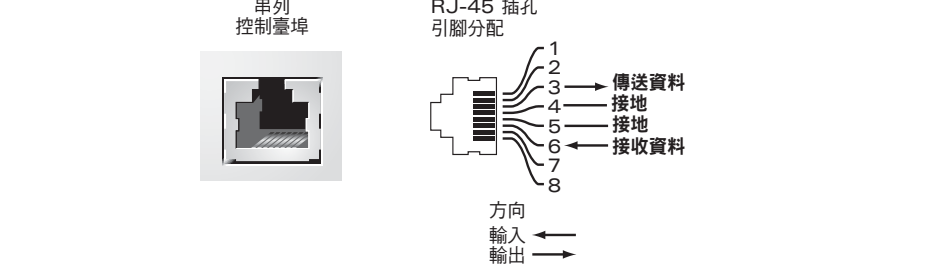 串列
控制臺埠
RJ-45 插孔
引腳分配
1
2
3 傳送資料
4 接地
5 接地
6 接收資料
7
8
方向
輸入
輸出